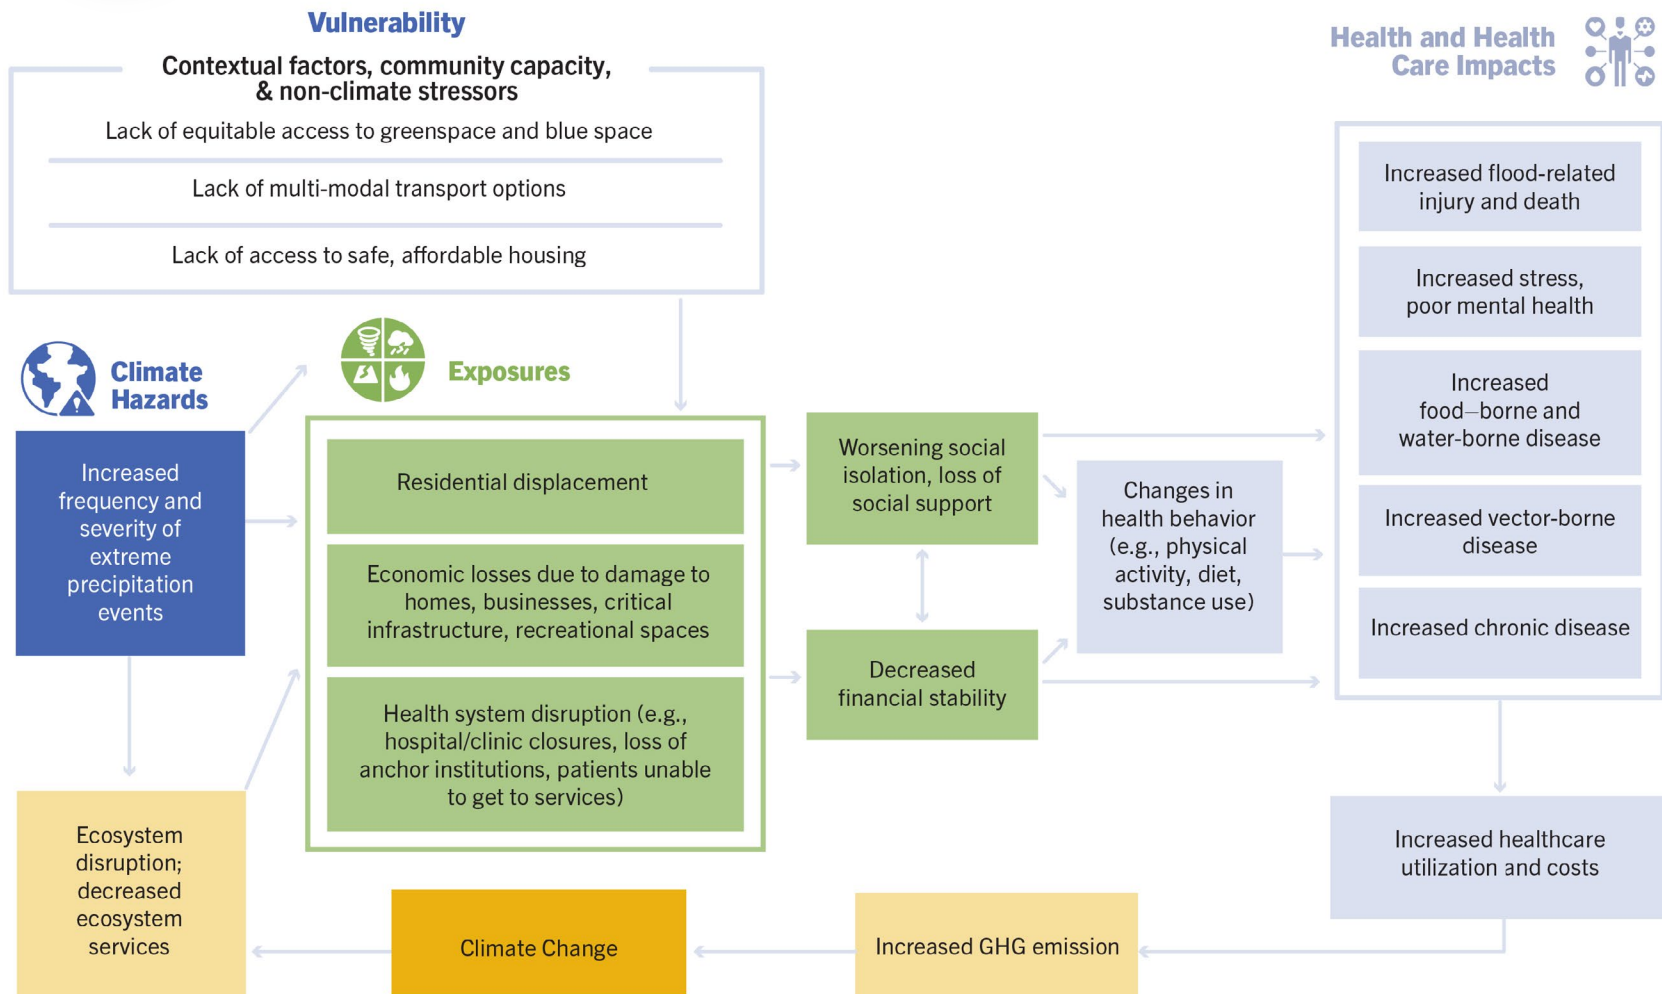 Vulnerability
Contextual factors, community capacity,
& non-climate stressors
Lack of equitable access to greenspace and blue space
Lack of multi-modal transport options
Lack of access to safe, affordable housing
Climate
Hazards
Increased
frequency and
severity of
extreme
precipitation
events
Ecosystem
disruption;
decreased
ecosystem
services
Exposures
Residential displacement
Economic losses due to damage to
homes, businesses, critical
infrastructure, recreational spaces
Health system disruption (e.g.,
hospital/clinic closures, loss of
anchor institutions, patients unable
to get to services)
Worsening social
isolation, loss of
social support
Decreased
financial stability
Changes in
health behavior
(e.g., physical
activity, diet,
substance use)
Health and Health
Care Impacts
Increased flood-related
injury and death
Increased stress,
poor mental health
Increased
food–borne and
water-borne disease
Increased vector-borne
disease
Increased chronic disease
Increased healthcare
utilization and costs
Increased GHG emission
Climate Change